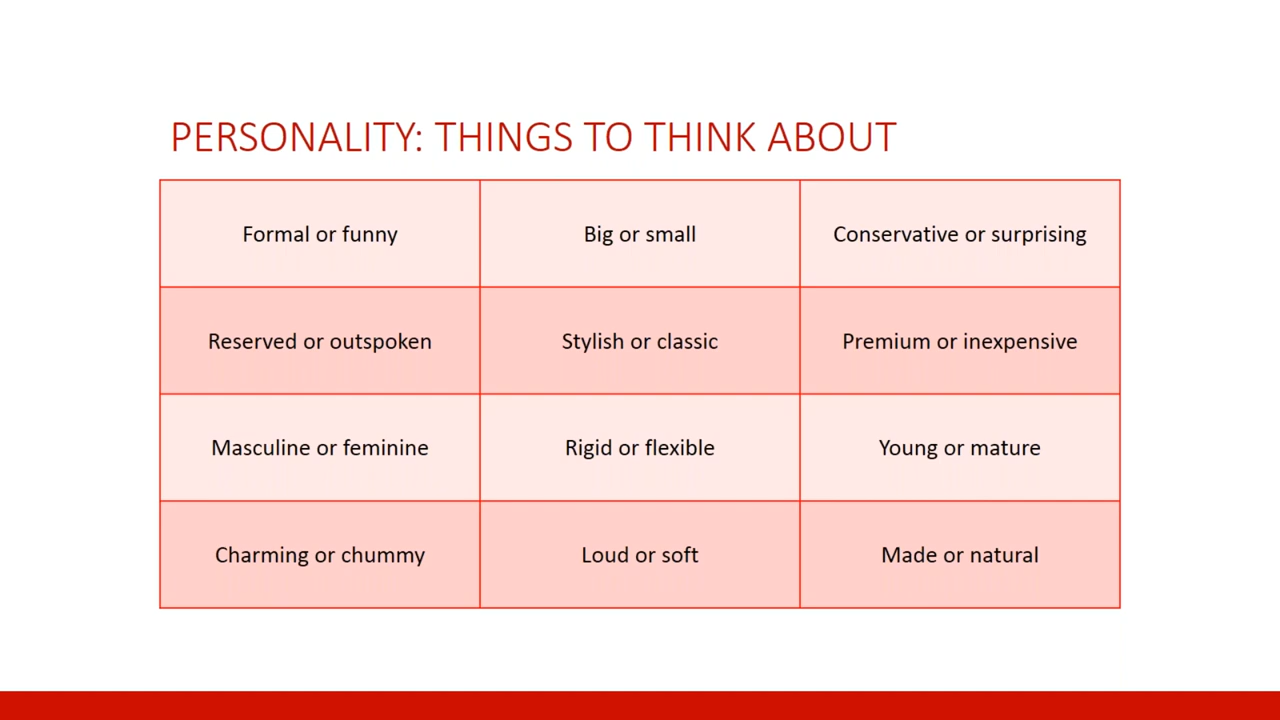 PERSONALITY: THINGS TO THINK ABOUT
Formal or funny
Big or small
Conservative or surprising
Reserved or outspoken
Stylish or classic
Premium or inexpensive
Masculine or feminine
Rigid or flexible
Young or mature
Charming or chummy
Loud or soft
Made or natural